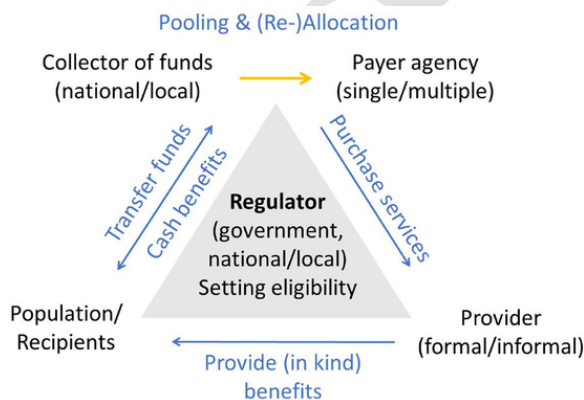 Pooling & (Re-)Allocation
Collector of funds
(national/local)
Payer agency
(single/multiple)
Transfer funds
Cash benefits
Purchase services
Regulator
(government,
national/local)
Setting eligibility
Population/
Recipients
Provider
(formal/informal)
Provide (in kind)
benefits